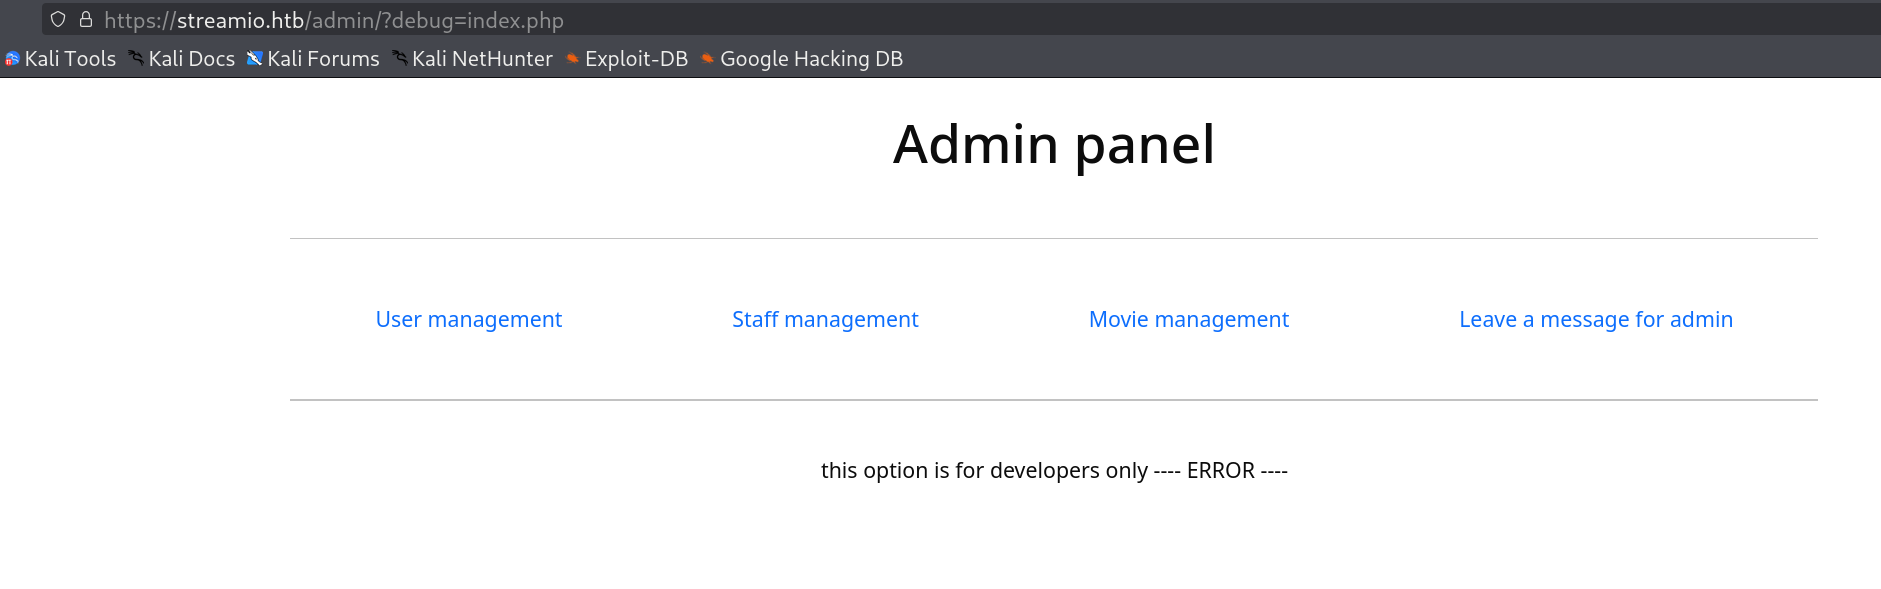 https://streamio.htb/admin/?debug=index.php
Kali Tools Kali Docs Kali Forums Kali NetHunter Exploit-DB Google Hacking DB
Admin panel
User management Staff management Movie management Leave a message for admin
this option is for developers only ---- ERROR ----